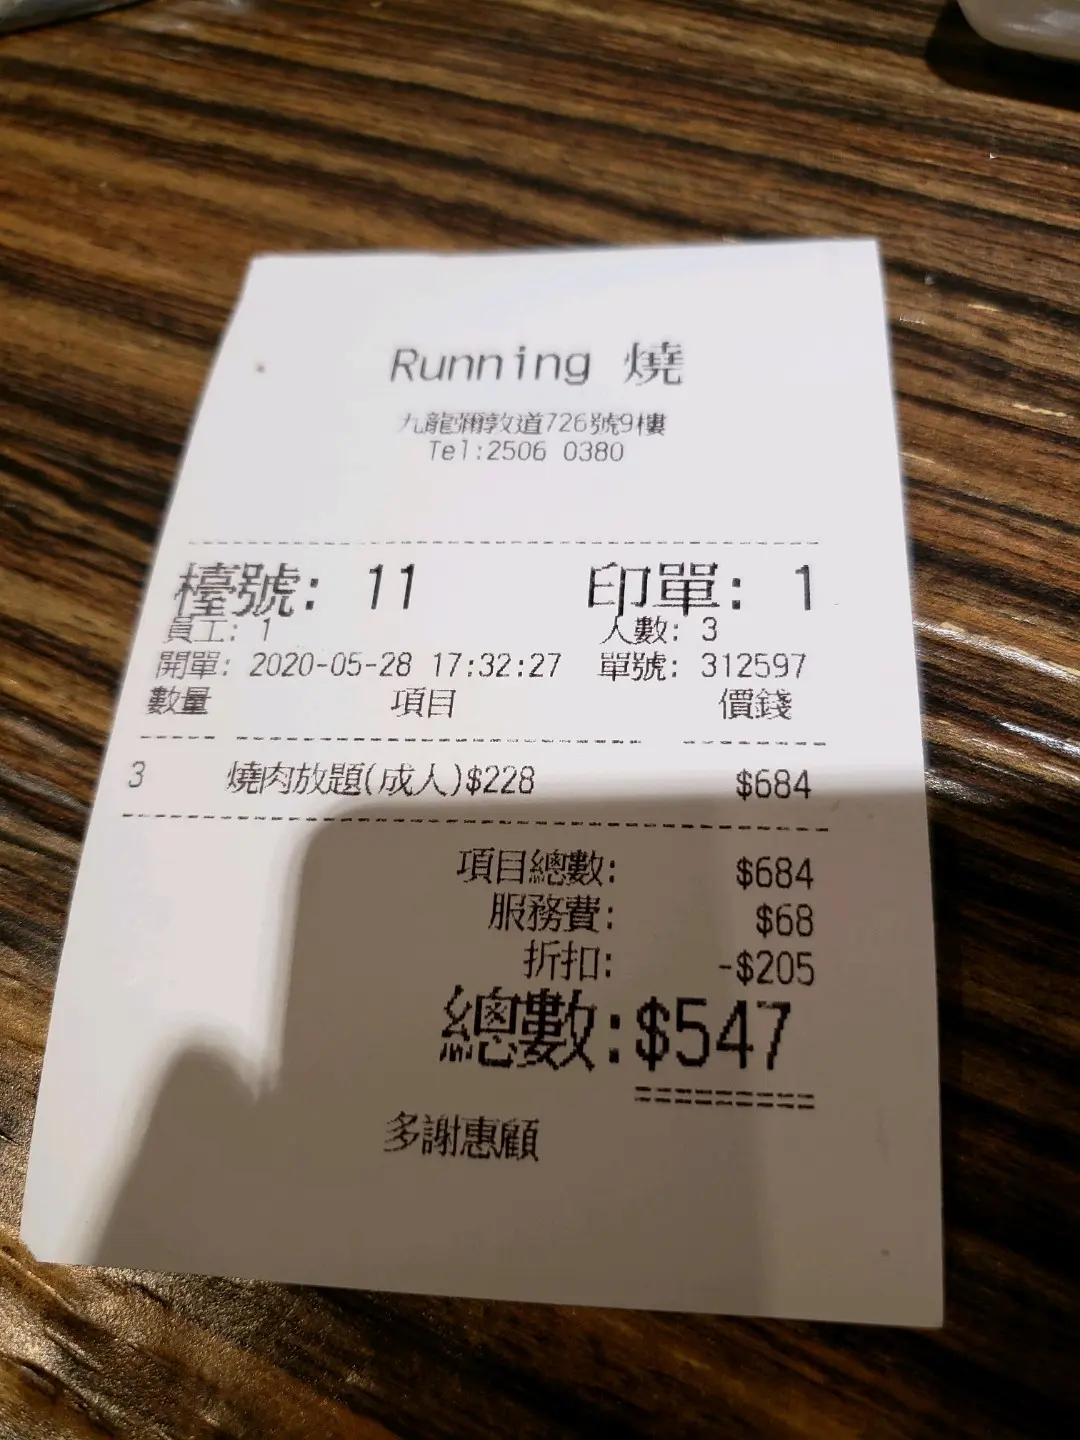 Running 燒
九龍彌敦道726號9樓
Tel:2506 0380
檯號: 11 印單: 1
員工: 1 人數: 3
開單: 2020-05-28 17:32:27 單號: 312597
數量 項目 價錢
3 燒肉放題(成人)$228 $684
項目總數: $684
服務費: $68
折扣: -$205
總數:$547
多謝惠顧